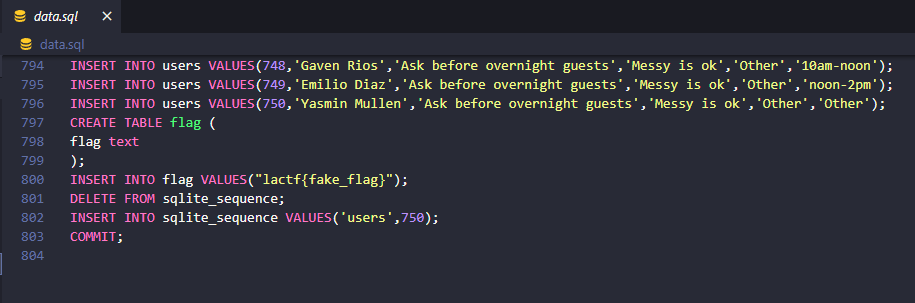 data.sql ×
data.sql
794 INSERT INTO users VALUES(748,'Gaven Rios','Ask before overnight guests','Messy is ok','Other','10am-noon');
795 INSERT INTO users VALUES(749,'Emilio Diaz','Ask before overnight guests','Messy is ok','Other','noon-2pm');
796 INSERT INTO users VALUES(750,'Yasmin Mullen','Ask before overnight guests','Messy is ok','Other','Other');
797 CREATE TABLE flag (
798 flag text
799 );
800 INSERT INTO flag VALUES("lactf{fake_flag}");
801 DELETE FROM sqlite_sequence;
802 INSERT INTO sqlite_sequence VALUES('users',750);
803 COMMIT;
804